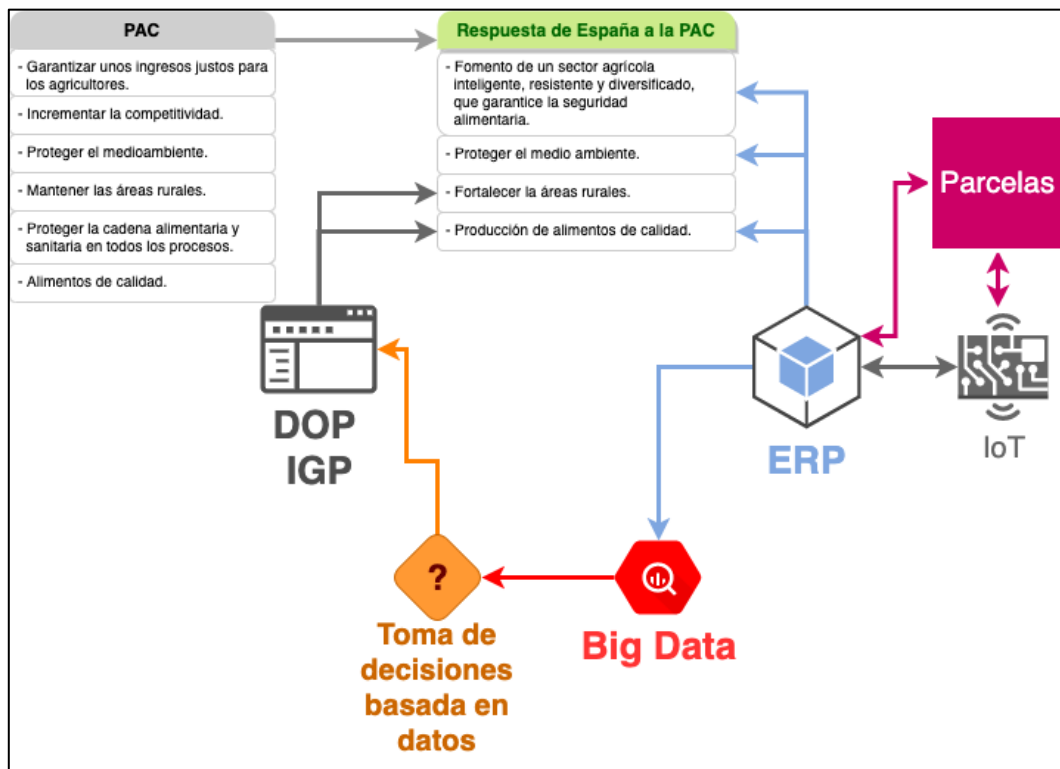 PAC
- Garantizar unos ingresos justos para
los agricultores.
- Incrementar la competitividad.
- Proteger el medioambiente.
- Mantener las áreas rurales.
- Proteger la cadena alimentaria y
sanitaria en todos los procesos.
- Alimentos de calidad.
Respuesta de España a la PAC
- Fomento de un sector agrícola
inteligente, resistente y diversificado,
que garantice la seguridad
alimentaria.
- Proteger el medio ambiente.
- Fortalecer la áreas rurales.
- Producción de alimentos de calidad.
Parcelas
IoT
ERP
DOP
IGP
?
Toma de
decisiones
basada en
datos
Big Data